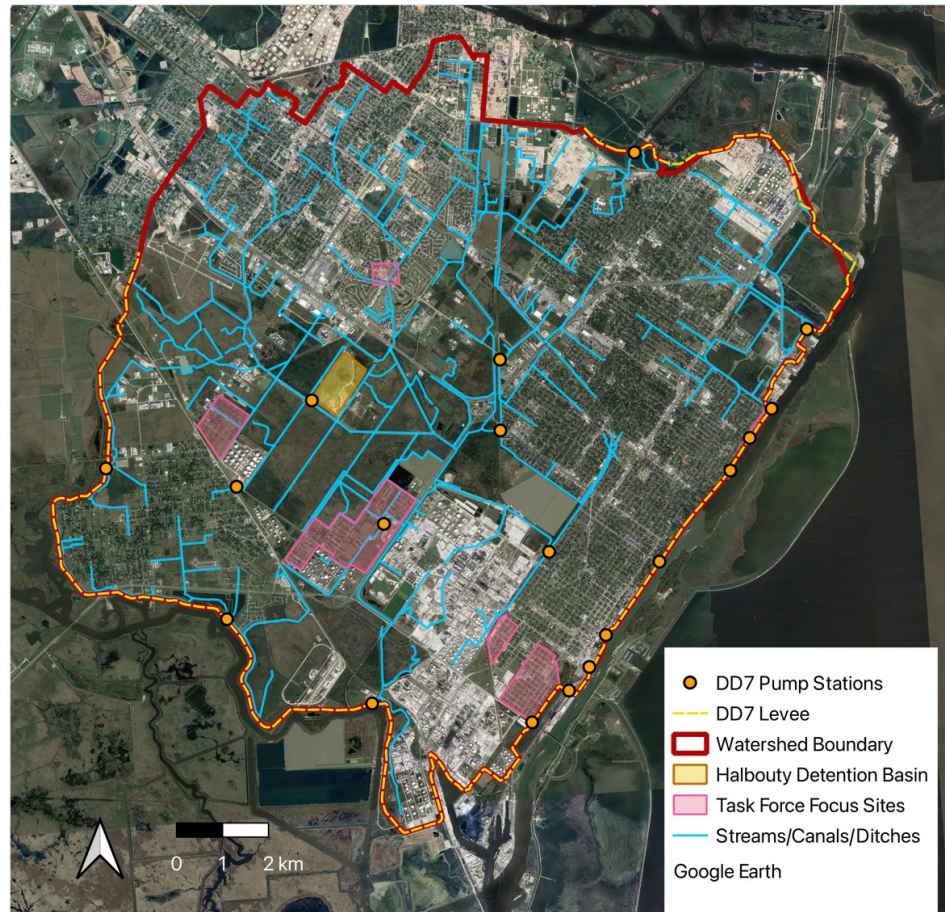 DD7 Pump Stations
DD7 Levee
Watershed Boundary
Halbouty Detention Basin
Task Force Focus Sites
Streams/Canals/Ditches
Google Earth
0 1 2 km